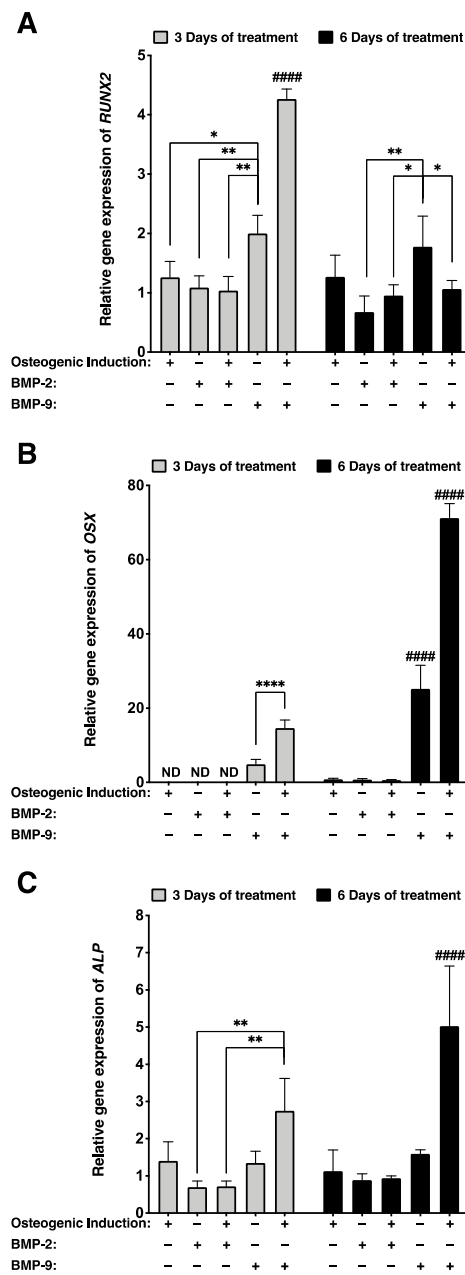 A
3 Days of treatment 6 Days of treatment
Relative gene expression of RUNX2
5
4
3
2
1
0
####
*
**
**
**
*
*
Osteogenic Induction: + – + – + + – + – +
BMP-2: – + + – – – + + – –
BMP-9: – – – + + – – – + +
B
3 Days of treatment 6 Days of treatment
Relative gene expression of OSX
80
60
40
20
0
####
####
****
ND ND ND
Osteogenic Induction: + – + – + + – + – +
BMP-2: – + + – – – + + – –
BMP-9: – – – + + – – – + +
C
3 Days of treatment 6 Days of treatment
Relative gene expression of ALP
8
7
6
5
4
3
2
1
0
####
**
**
Osteogenic Induction: + – + – + + – + – +
BMP-2: – + + – – – + + – –
BMP-9: – – – + + – – – + +